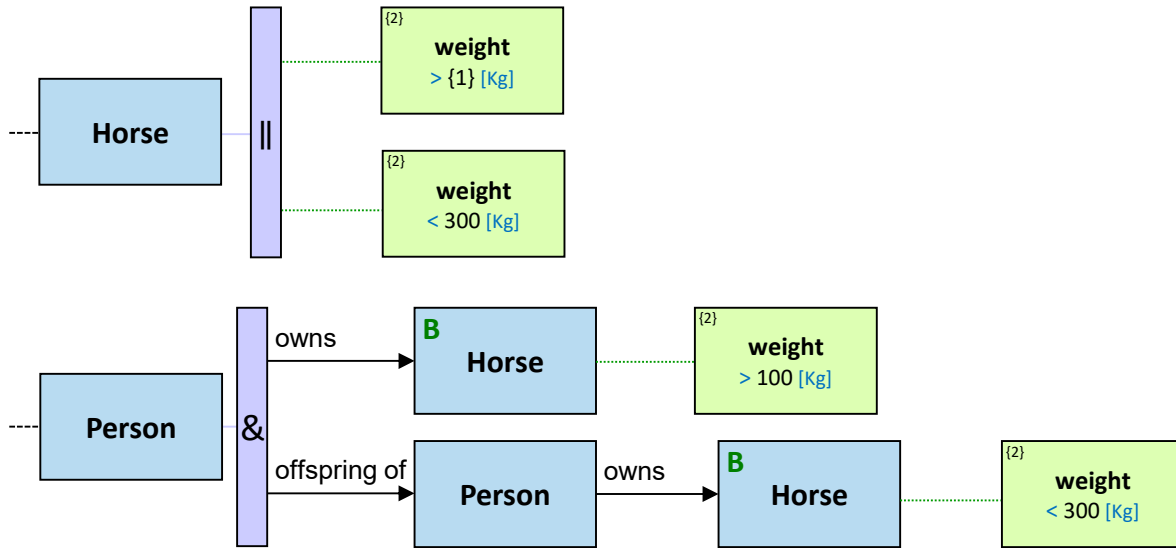 {2}
weight
> {1} [Kg]
Horse
||
{2}
weight
< 300 [Kg]
owns
B
Horse
{2}
weight
> 100 [Kg]
Person
&
offspring of
Person
owns
B
Horse
{2}
weight
< 300 [Kg]